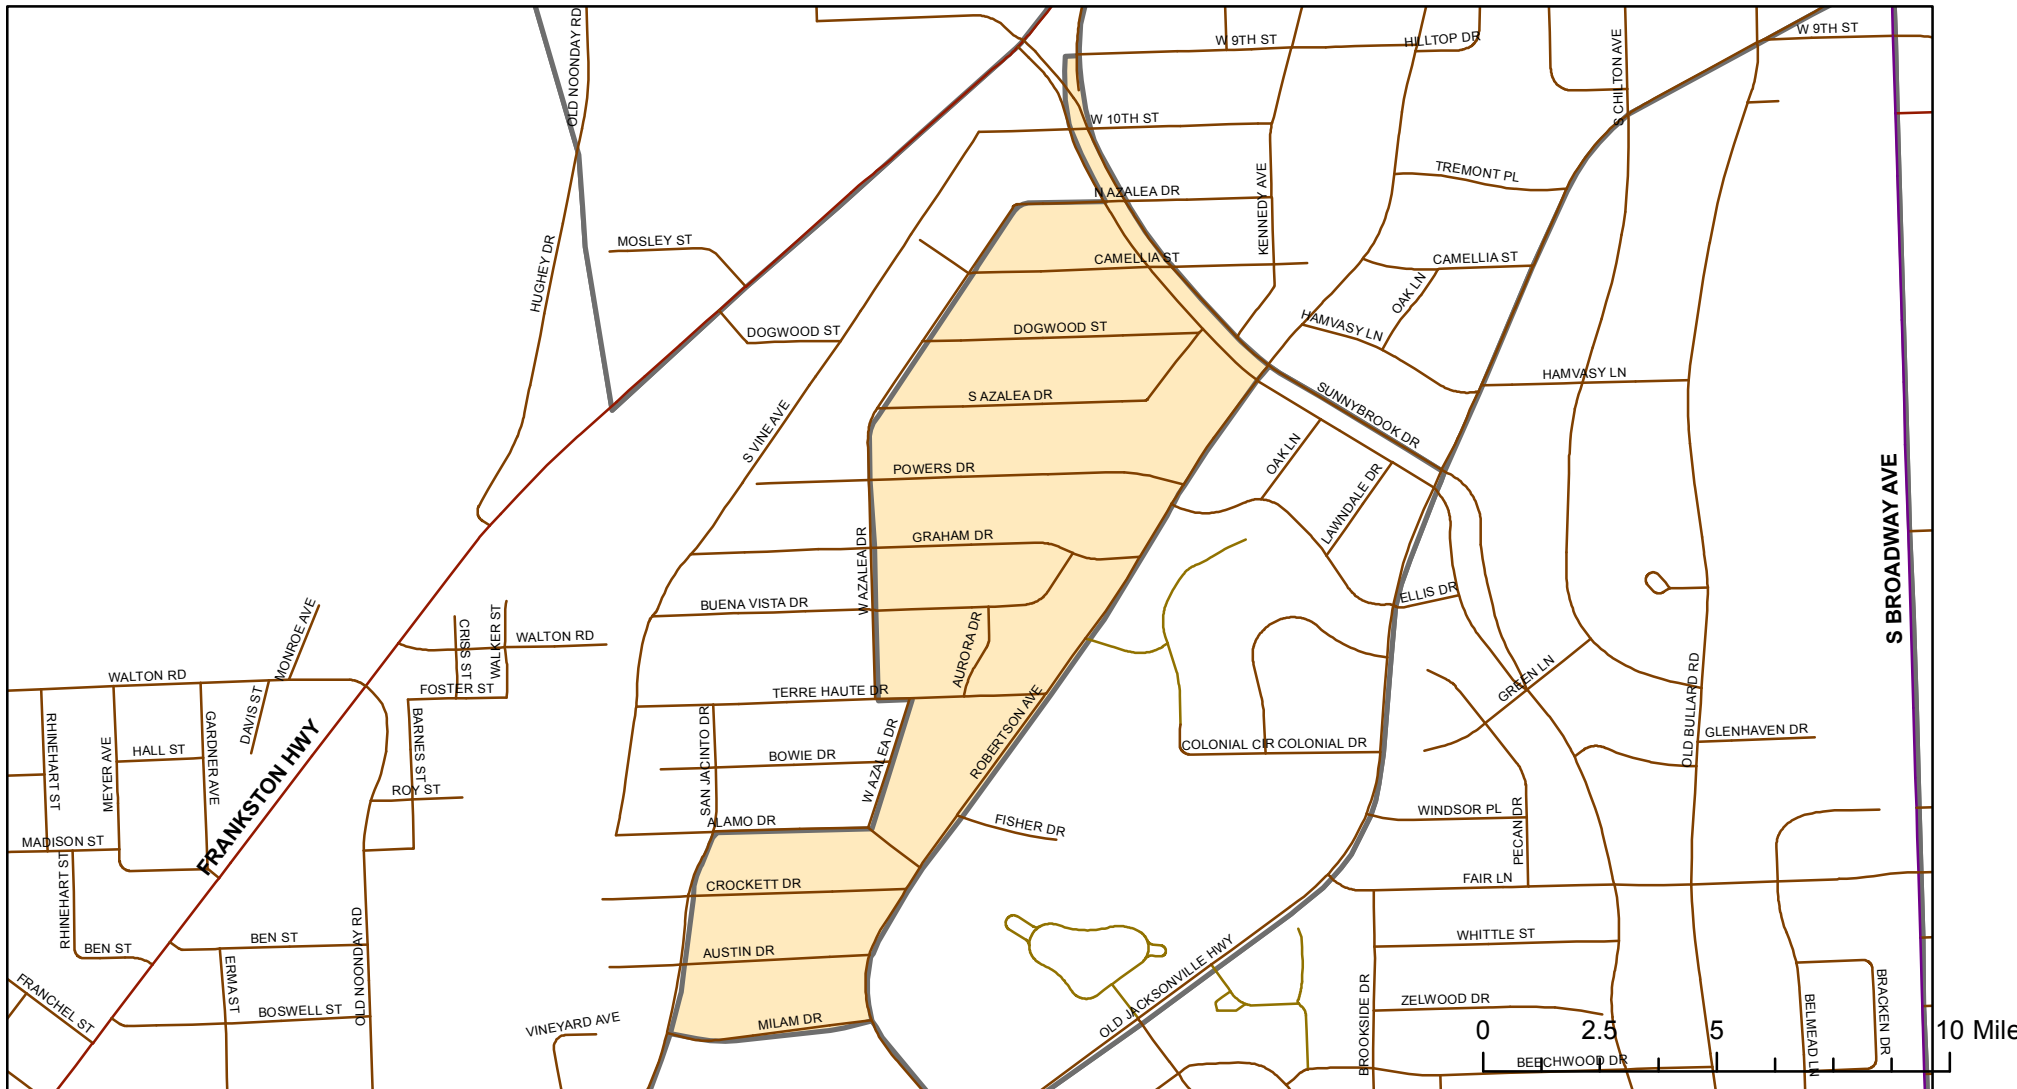 OLD NOONDAY RD
W 9TH ST
HILLTOP DR
S CHILTON AVE
W 9TH ST
W 10TH ST
TREMONT PL
N AZALEA DR
KENNEDY AVE
MOSLEY ST
HUGHEY DR
CAMELLIA ST
CAMELLIA ST
OAK LN
DOGWOOD ST
DOGWOOD ST
HAMVASY LN
HAMVASY LN
S AZALEA DR
SUNNYBROOK DR
S VINE AVE
OAK LN
LAWNDALE DR
POWERS DR
S BROADWAY AVE
W AZALEA DR
GRAHAM DR
BUENA VISTA DR
ELLIS DR
MONROE AVE
CRISS ST
WALKER ST
WALTON RD
AURORA DR
WALTON RD
FOSTER ST
TERRE HAUTE DR
GREEN LN
OLD BULLARD RD
RHINEHART ST
MEYER AVE
GARDNER AVE
DAVIS ST
BARNES ST
SAN JACINTO DR
W AZALEA DR
ROBERTSON AVE
GLENHAVEN DR
HALL ST
FRANKSTON HWY
BOWIE DR
COLONIAL CIR
COLONIAL DR
ROY ST
ALAMO DR
FISHER DR
WINDSOR PL
PECAN DR
MADISON ST
RHINEHART ST
CROCKETT DR
FAIR LN
BEN ST
BEN ST
OLD NOONDAY RD
AUSTIN DR
WHITTLE ST
ERMA ST
OLD JACKSONVILLE HWY
BROOKSIDE DR
BELMEAD LN
BRACKEN DR
FRANCHEL ST
BOSWELL ST
VINEYARD AVE
MILAM DR
ZELWOOD DR
0 2.5 5 10 Mile
BEECHWOOD DR